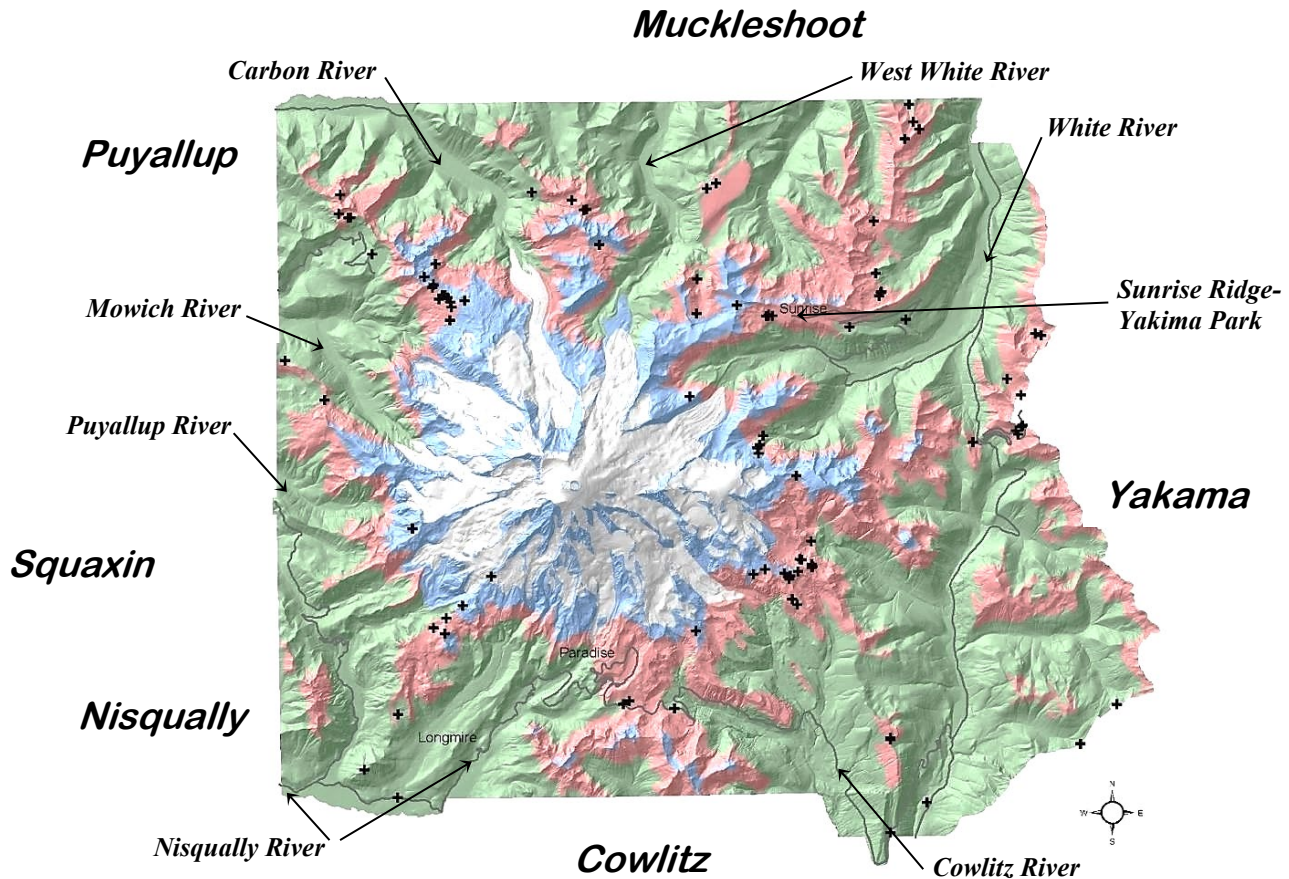 Muckleshoot
Carbon River
West White River
White River
Puyallup
Sunrise Ridge-
Yakima Park
Sunrise
Mowich River
Puyallup River
Yakama
Squaxin
Paradise
Nisqually
Longmire
N
W E
S
Nisqually River
Cowlitz
Cowlitz River